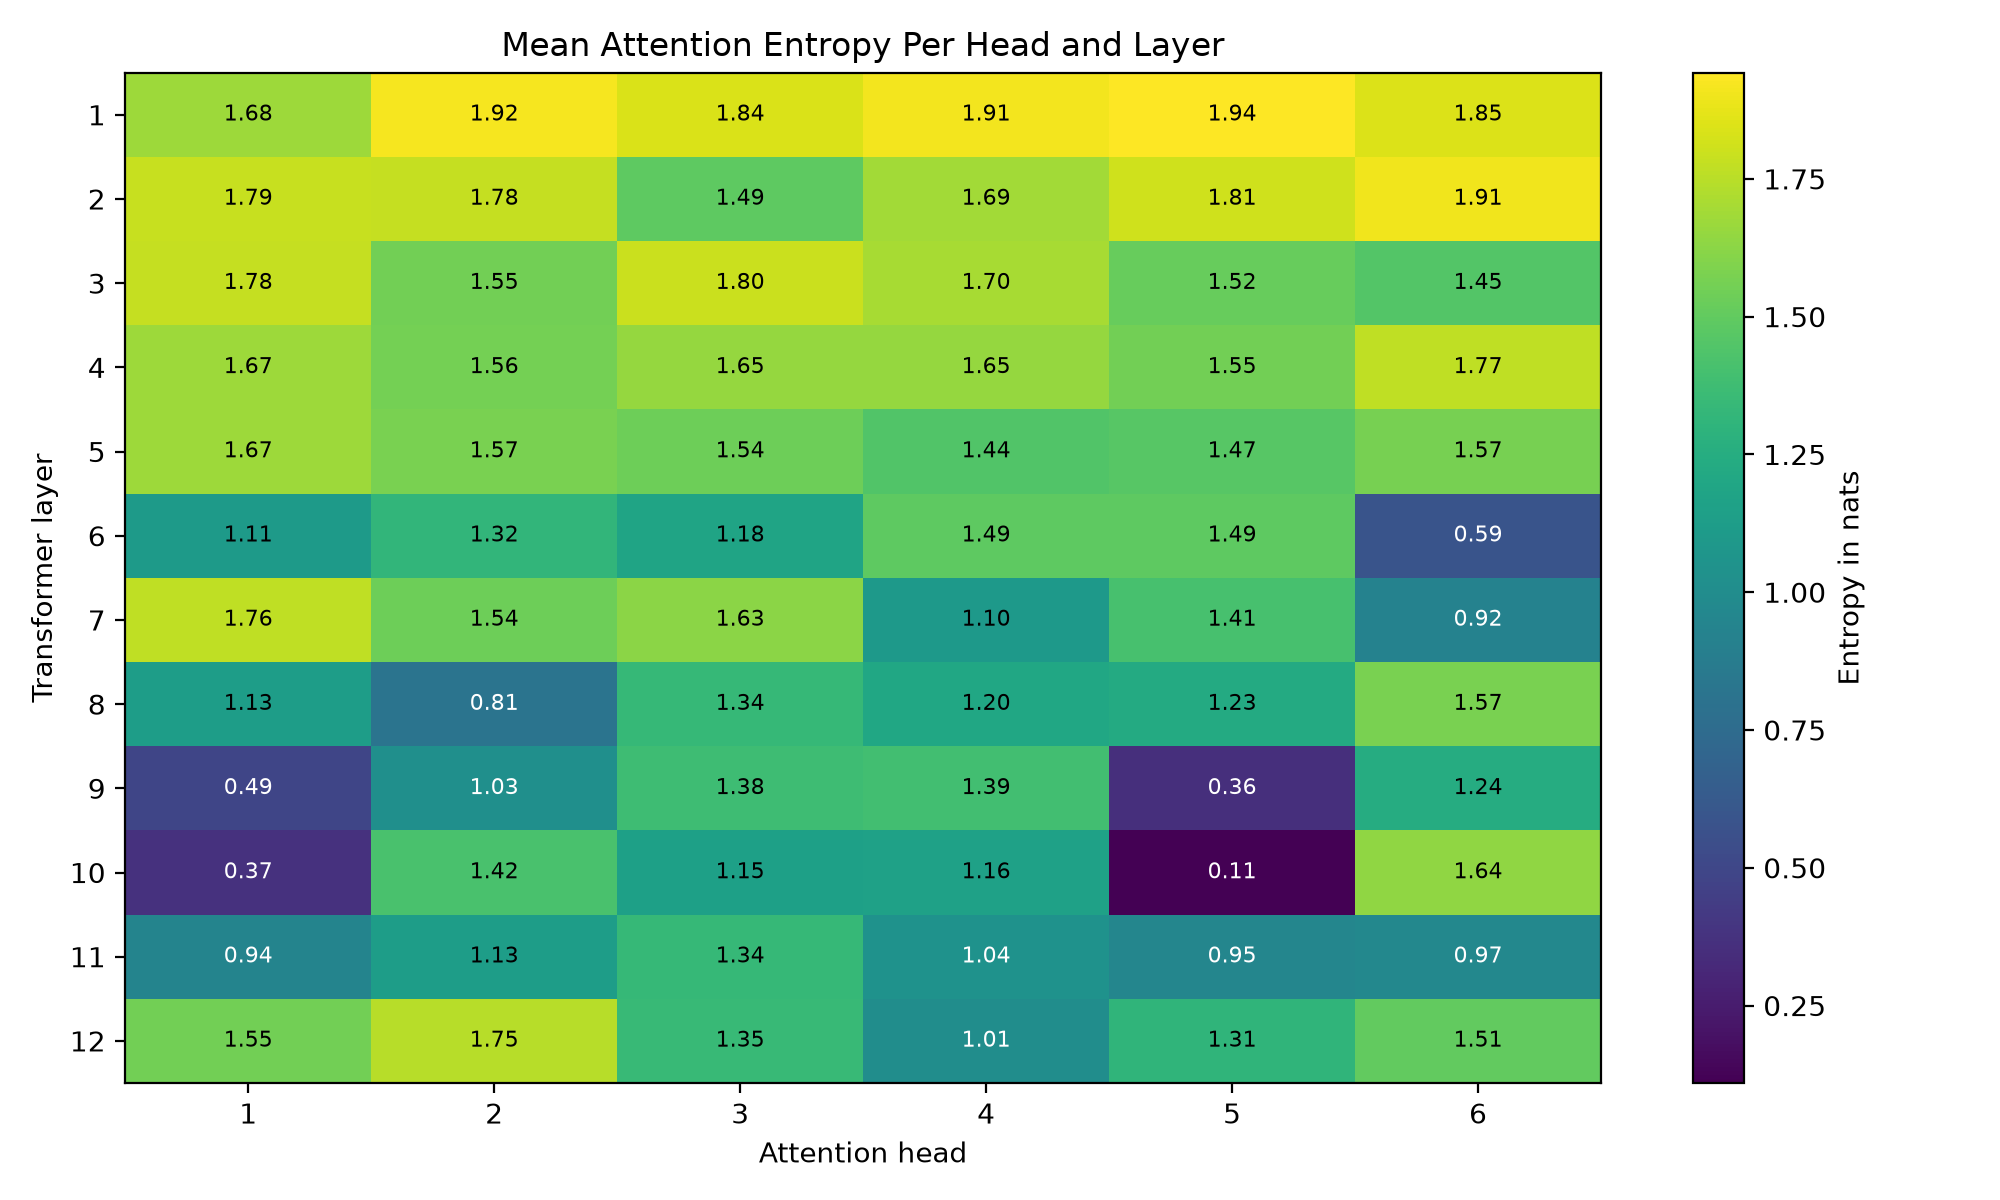 Mean Attention Entropy Per Head and Layer
1 1.68 1.92 1.84 1.91 1.94 1.85
2 1.79 1.78 1.49 1.69 1.81 1.91
3 1.78 1.55 1.80 1.70 1.52 1.45
4 1.67 1.56 1.65 1.65 1.55 1.77
5 1.67 1.57 1.54 1.44 1.47 1.57
6 1.11 1.32 1.18 1.49 1.49 0.59
7 1.76 1.54 1.63 1.10 1.41 0.92
8 1.13 0.81 1.34 1.20 1.23 1.57
9 0.49 1.03 1.38 1.39 0.36 1.24
10 0.37 1.42 1.15 1.16 0.11 1.64
11 0.94 1.13 1.34 1.04 0.95 0.97
12 1.55 1.75 1.35 1.01 1.31 1.51
1 2 3 4 5 6
Attention head
Transformer layer
1.75
1.50
1.25
1.00
0.75
0.50
0.25
Entropy in nats